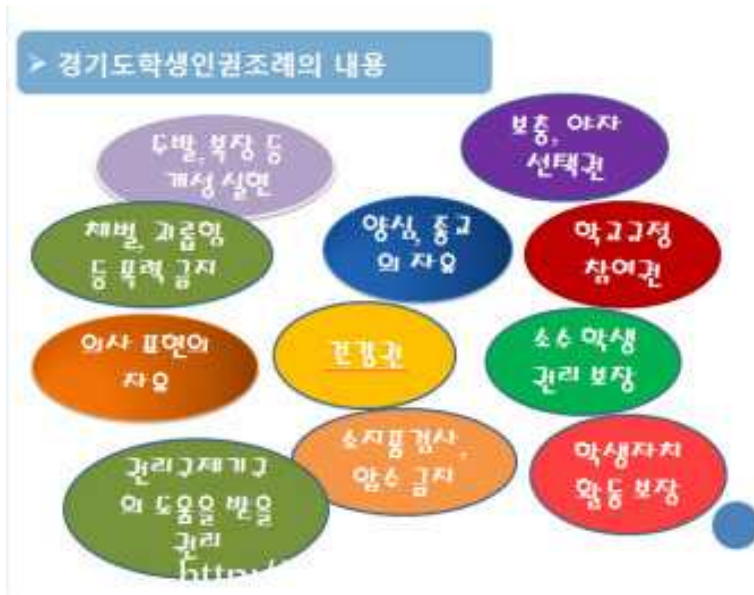 ➢ 경기도학생인권조례의 내용
두발, 복장 등
개성 실현
보충, 야자
선택권
체벌, 괴롭힘
등 폭력 금지
양심, 종교
의 자유
학교규정
참여권
의사 표현의
자유
건강권
소수 학생
권리 보장
소지품검사,
압수 금지
학생자치
활동 보장
권리구제기구
의 도움을 받을
권리